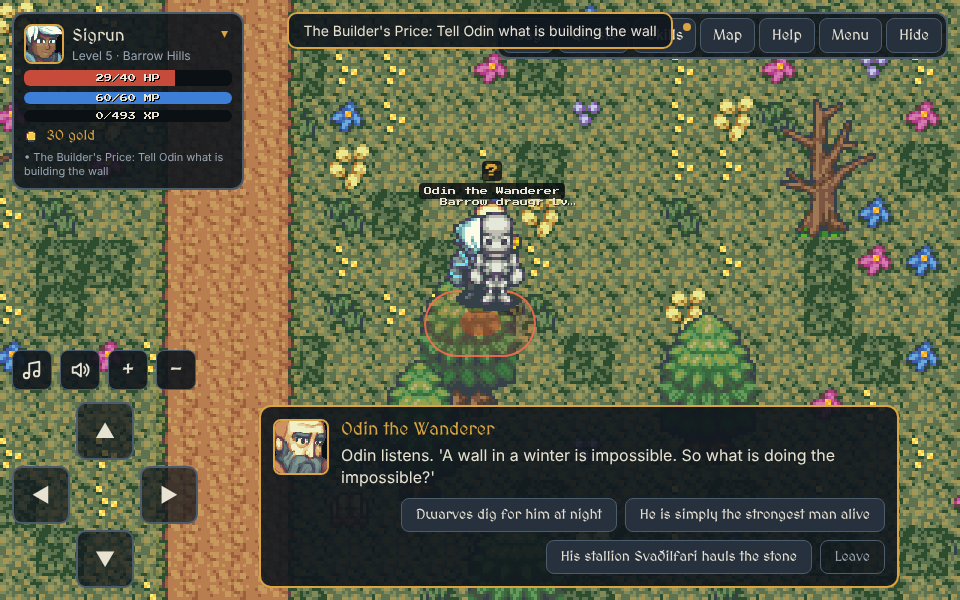 Sigrun
Level 5 · Barrow Hills
29/40 HP
60/60 MP
0/493 XP
30 gold
• The Builder's Price: Tell Odin what is
building the wall
The Builder's Price: Tell Odin what is building the wall
Map
Help
Menu
Hide
?
Odin the Wanderer
Barrow draugr Lv…
Odin the Wanderer
Odin listens. 'A wall in a winter is impossible. So what is doing the
impossible?'
Dwarves dig for him at night
He is simply the strongest man alive
His stallion Svaðilfari hauls the stone
Leave